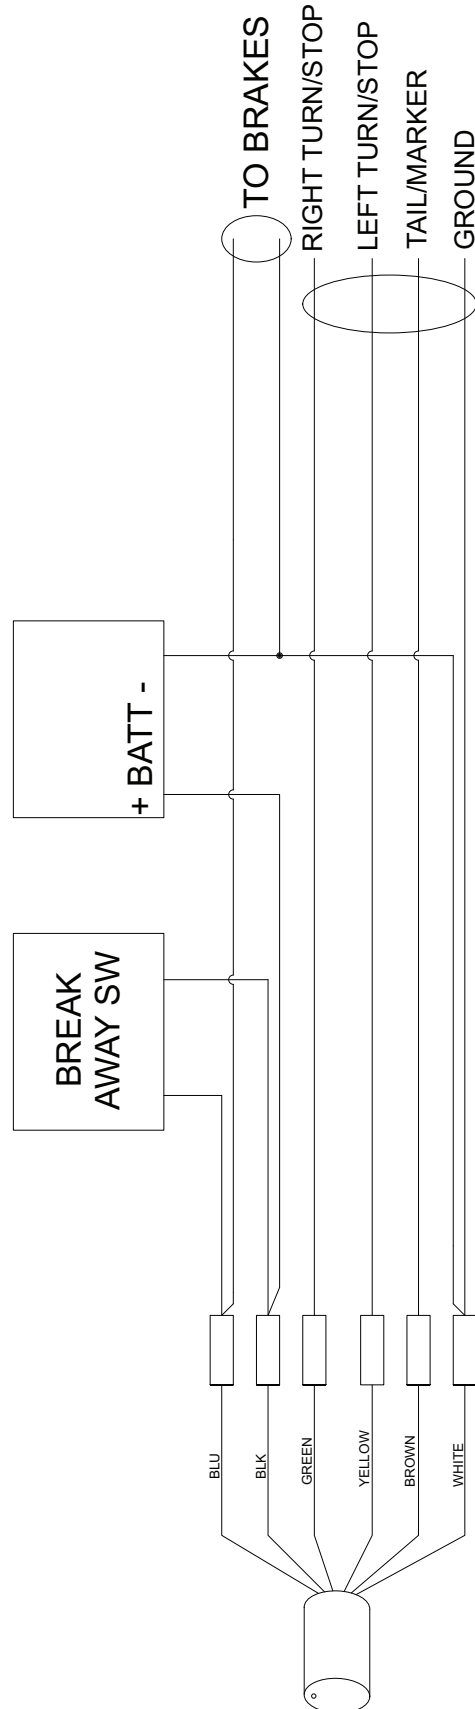 TO BRAKES
RIGHT TURN/STOP
LEFT TURN/STOP
TAIL/MARKER
GROUND
+ BATT -
BREAK
AWAY SW
BLU
BLK
GREEN
YELLOW
BROWN
WHITE